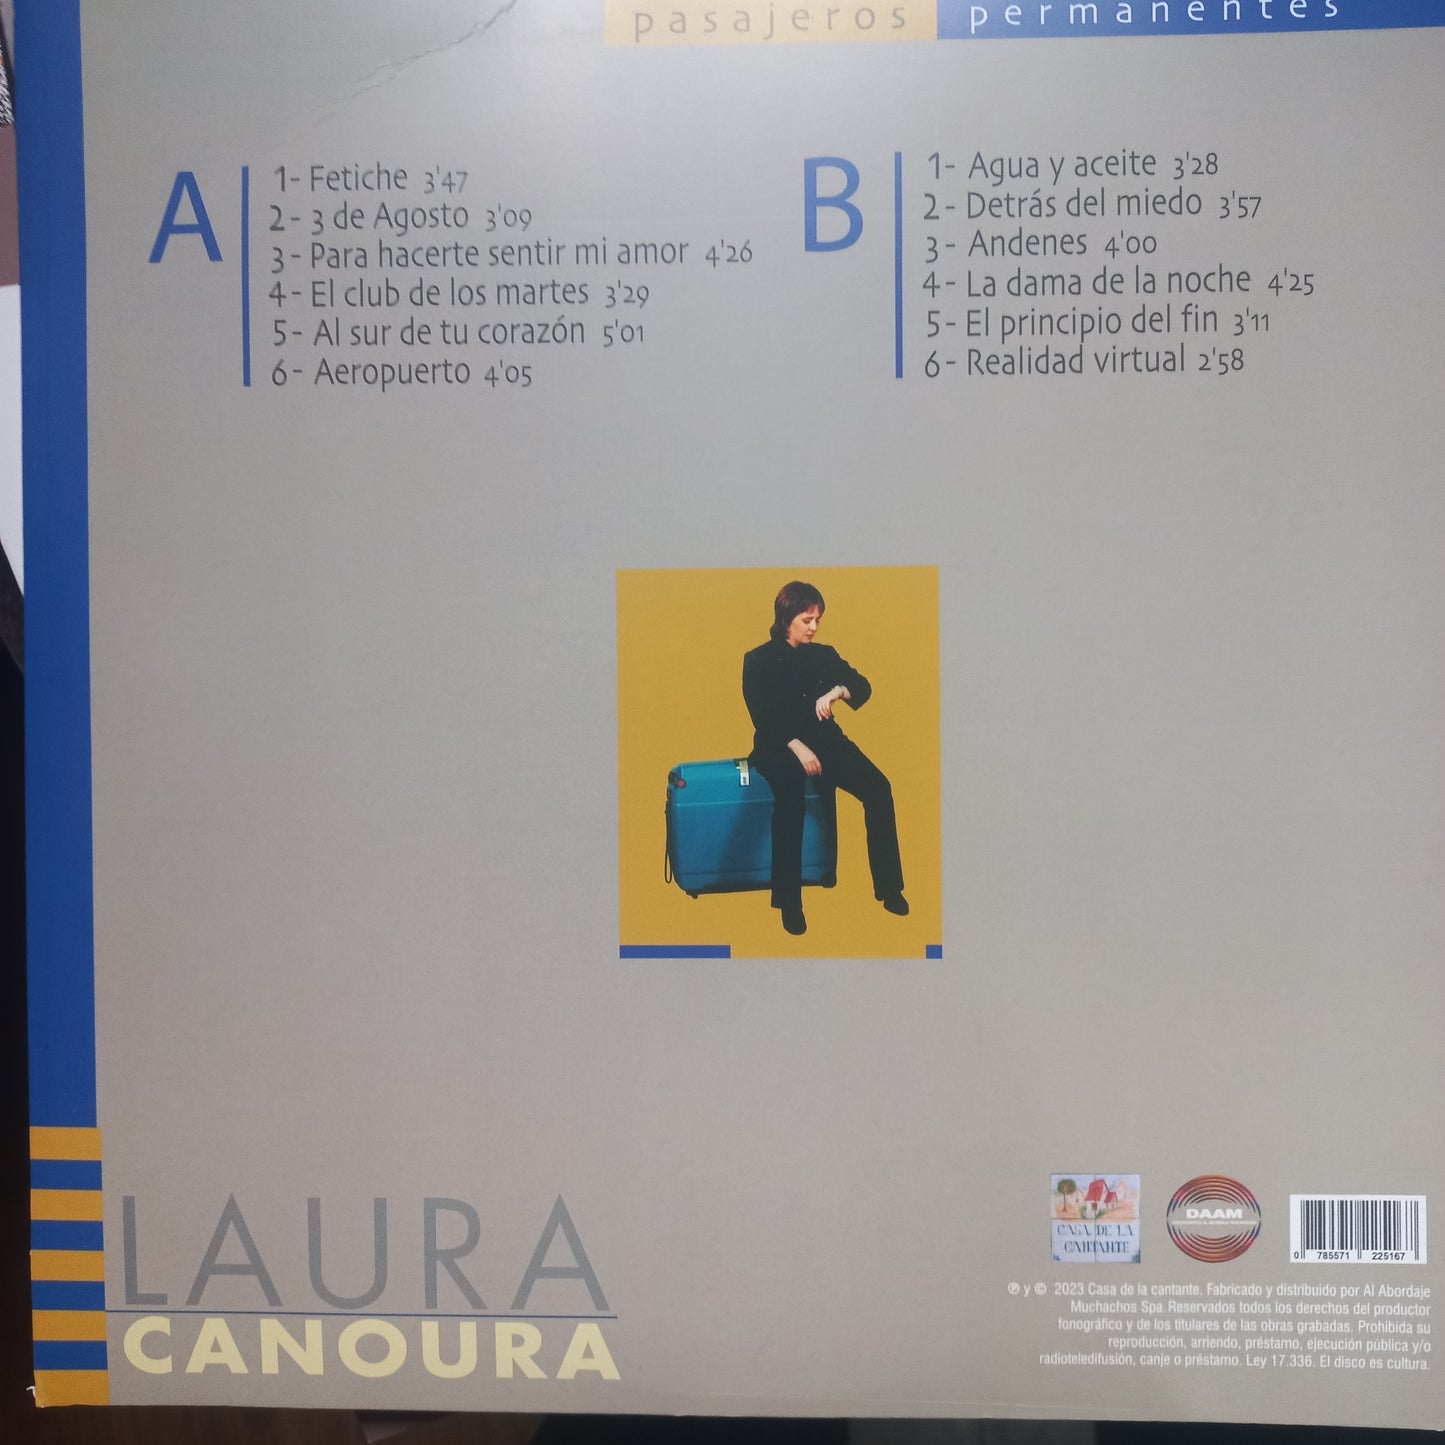 pasajeros permanentes
A
1- Fetiche 3'47
2- 3 de Agosto 3'09
3- Para hacerte sentir mi amor 4'26
4- El club de los martes 3'29
5- Al sur de tu corazón 5'01
6- Aeropuerto 4'05
B
1- Agua y aceite 3'28
2- Detrás del miedo 3'57
3- Andenes 4'00
4- La dama de la noche 4'25
5- El principio del fin 3'11
6- Realidad virtual 2'58
LAURA
CANOURA
CASA DE LA
CANTANTE
DAAM
0 785571 225167
℗ y © 2023 Casa de la cantante. Fabricado y distribuido por Al Abordaje
Muchachos Spa. Reservados todos los derechos del productor
fonográfico y de los titulares de las obras grabadas. Prohibida su
reproducción, arriendo, préstamo, ejecución pública y/o
radioteledifusión, canje o préstamo. Ley 17.336. El disco es cultura.